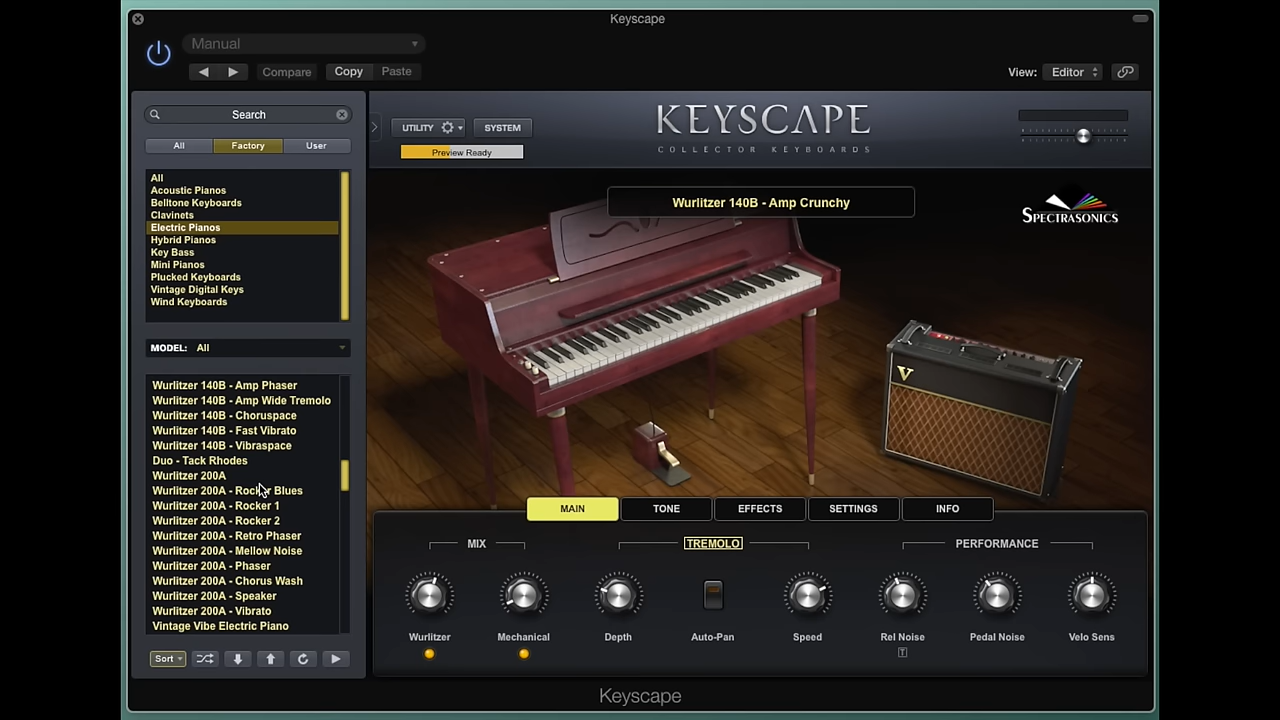 Keyscape
Manual
Compare
Copy
Paste
View:
Editor
Search
All
Factory
User
UTILITY
SYSTEM
Preview Ready
KEYSCAPE
COLLECTOR KEYBOARDS
Wurlitzer 140B - Amp Crunchy
SPECTRASONICS
All
Acoustic Pianos
Belltone Keyboards
Clavinets
Electric Pianos
Hybrid Pianos
Key Bass
Mini Pianos
Plucked Keyboards
Vintage Digital Keys
Wind Keyboards
MODEL: All
Wurlitzer 140B - Amp Phaser
Wurlitzer 140B - Amp Wide Tremolo
Wurlitzer 140B - Choruspace
Wurlitzer 140B - Fast Vibrato
Wurlitzer 140B - Vibraspace
Duo - Tack Rhodes
Wurlitzer 200A
Wurlitzer 200A - Rocker Blues
Wurlitzer 200A - Rocker 1
Wurlitzer 200A - Rocker 2
Wurlitzer 200A - Retro Phaser
Wurlitzer 200A - Mellow Noise
Wurlitzer 200A - Phaser
Wurlitzer 200A - Chorus Wash
Wurlitzer 200A - Speaker
Wurlitzer 200A - Vibrato
Vintage Vibe Electric Piano
Sort
V
MAIN
TONE
EFFECTS
SETTINGS
INFO
MIX
TREMOLO
PERFORMANCE
Wurlitzer
Mechanical
Depth
Auto-Pan
Speed
Rel Noise
Pedal Noise
Velo Sens
T
Keyscape